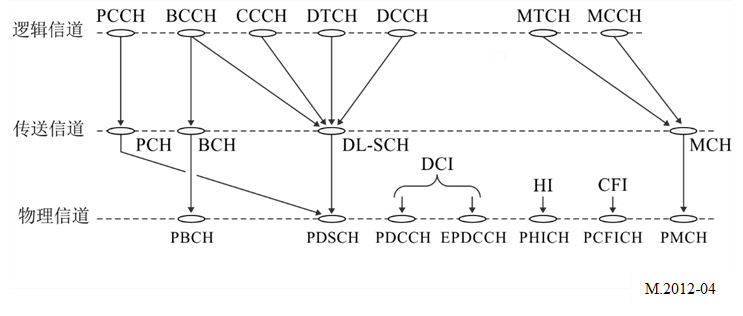 逻辑信道 PCCH BCCH CCCH DTCH DCCH MTCH MCCH
传送信道 PCH BCH DL-SCH MCH
DCI HI CFI
物理信道
PBCH PDSCH PDCCH EPDCCH PHICH PCFICH PMCH
M.2012-04